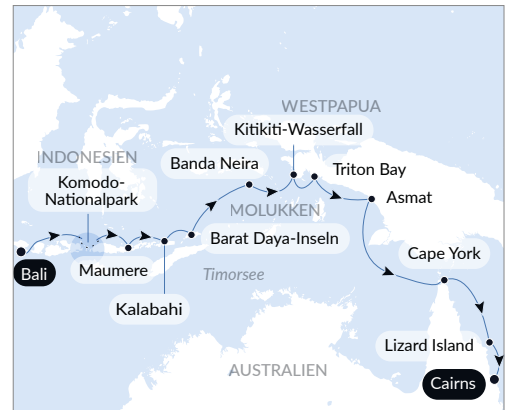 WESTPAPUA
Kitikiti-Wasserfall
INDONESIEN
Banda Neira
Triton Bay
Komodo-
Nationalpark
Asmat
MOLUKKEN
Barat Daya-Inseln
Cape York
Bali
Maumere
Timorsee
Kalabahi
Lizard Island
AUSTRALIEN
Cairns